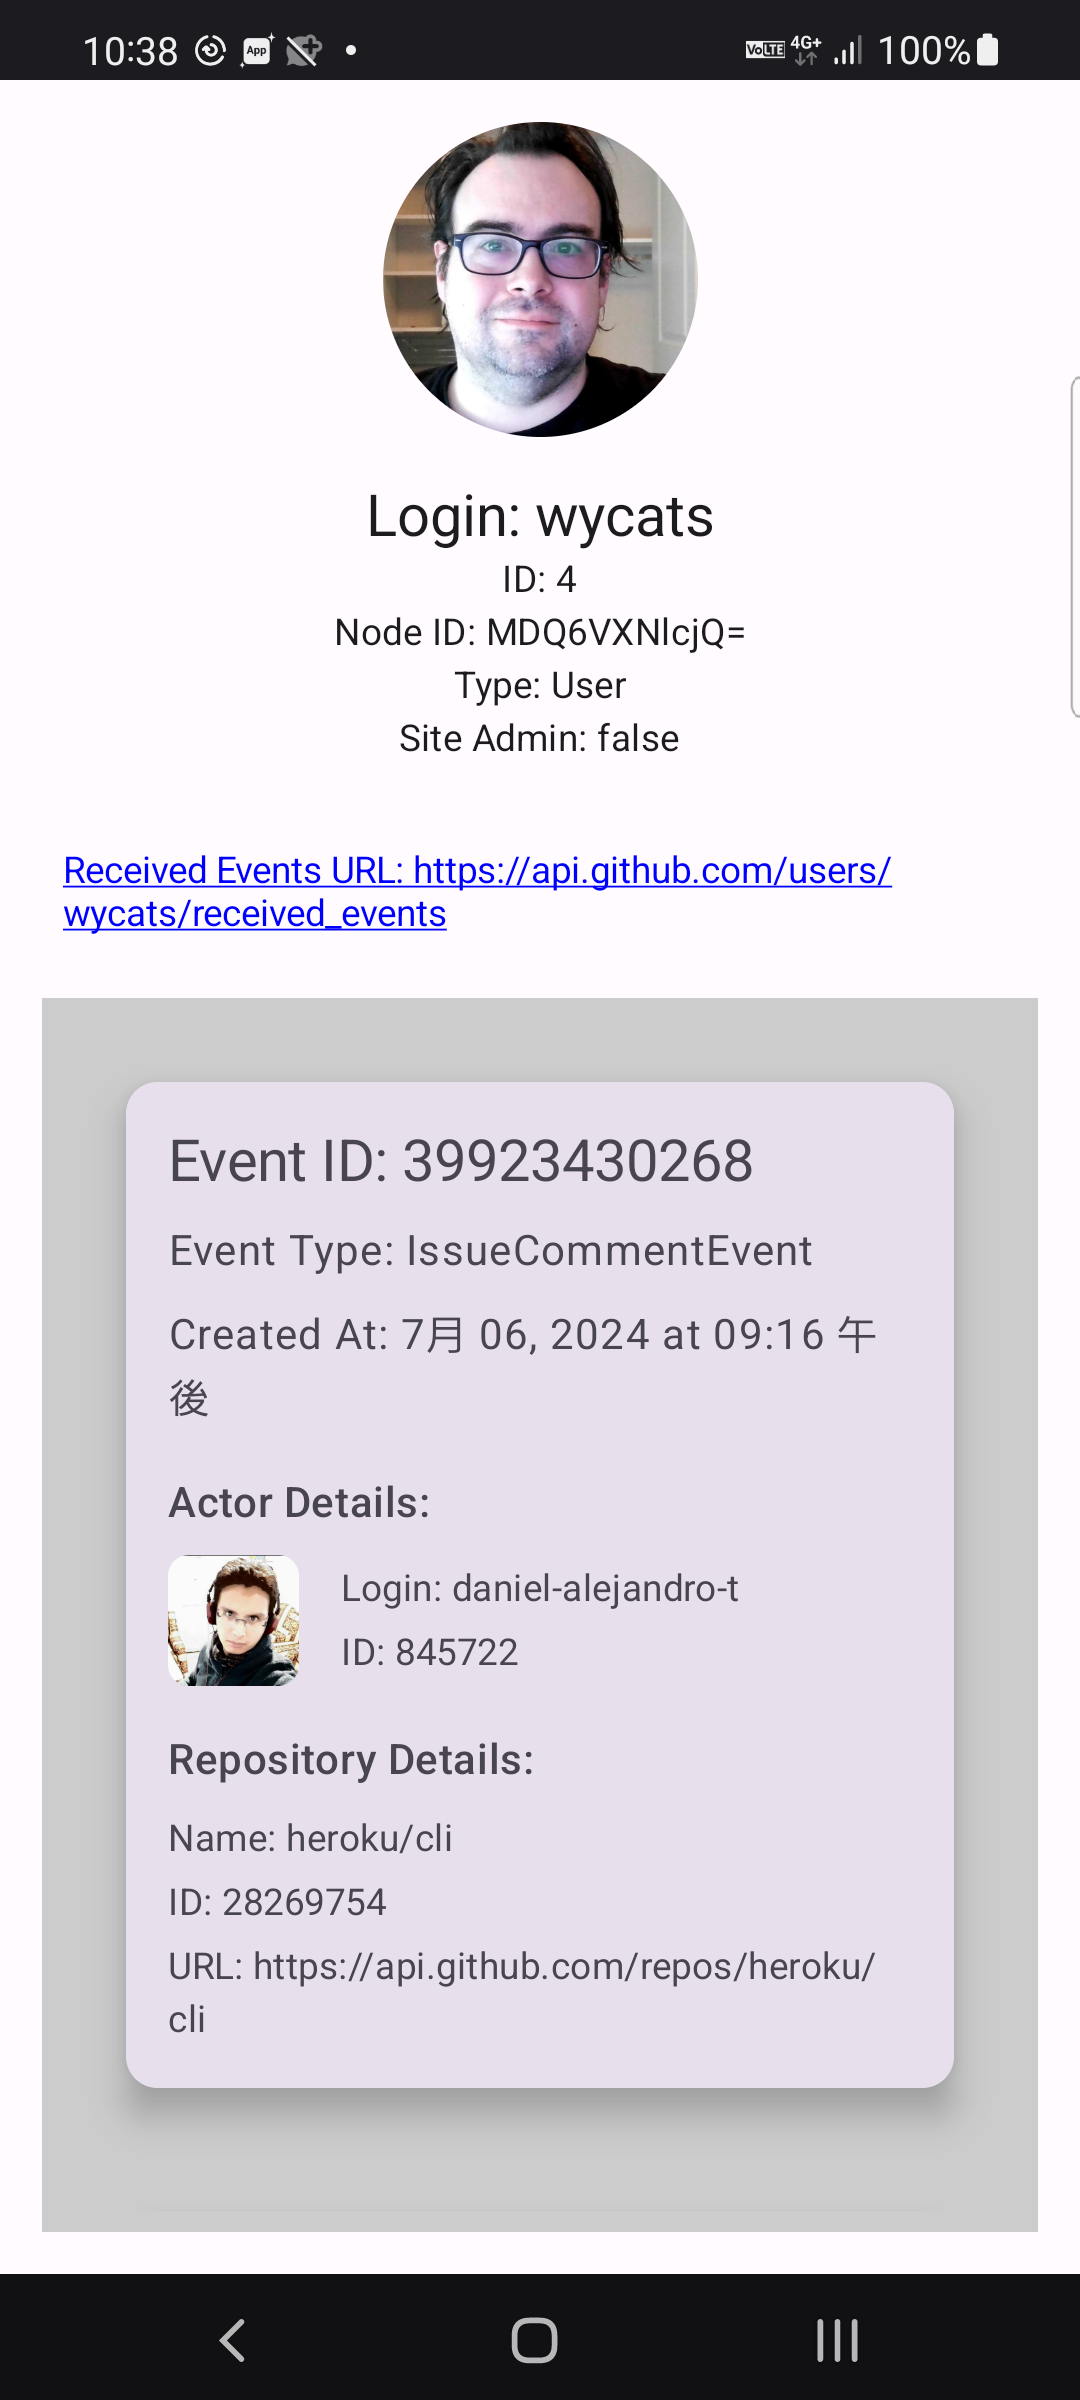 10:38
App
VoLTE 4G+ 100%
Login: wycats
ID: 4
Node ID: MDQ6VXNlcjQ=
Type: User
Site Admin: false
Received Events URL: https://api.github.com/users/
wycats/received_events
Event ID: 39923430268
Event Type: IssueCommentEvent
Created At: 7月 06, 2024 at 09:16 午
後
Actor Details:
Login: daniel-alejandro-t
ID: 845722
Repository Details:
Name: heroku/cli
ID: 28269754
URL: https://api.github.com/repos/heroku/
cli